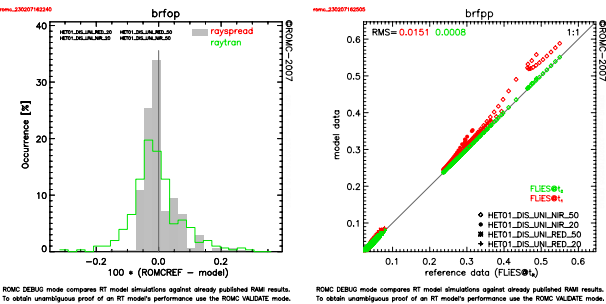 romc_230207162240
brfop
HET01_DIS_UNI_RED_20 HET01_DIS_UNI_RED_50
HET01_DIS_UNI_NIR_20 HET01_DIS_UNI_NIR_50
rayspread
raytran
©ROMC-2007
Occurrence [%]
40
30
20
10
0
-0.2 0.0 0.2
100 * (ROMCREF - model)
ROMC DEBUG mode compares RT model simulations against already published RAMI results.
To obtain unambiguous proof of an RT model's performance use the ROMC VALIDATE mode.
romc_230207162505
brfpp
RMS= 0.0151 0.0008
1:1
©ROMC-2007
model data
0.6
0.5
0.4
0.3
0.2
0.1
FLiES@t
FLiES@t
HET01_DIS_UNI_NIR_50
HET01_DIS_UNI_NIR_20
HET01_DIS_UNI_RED_50
HET01_DIS_UNI_RED_20
0.1 0.2 0.3 0.4 0.5 0.6
reference data (FLiES@tR)
ROMC DEBUG mode compares RT model simulations against already published RAMI results.
To obtain unambiguous proof of an RT model's performance use the ROMC VALIDATE mode.